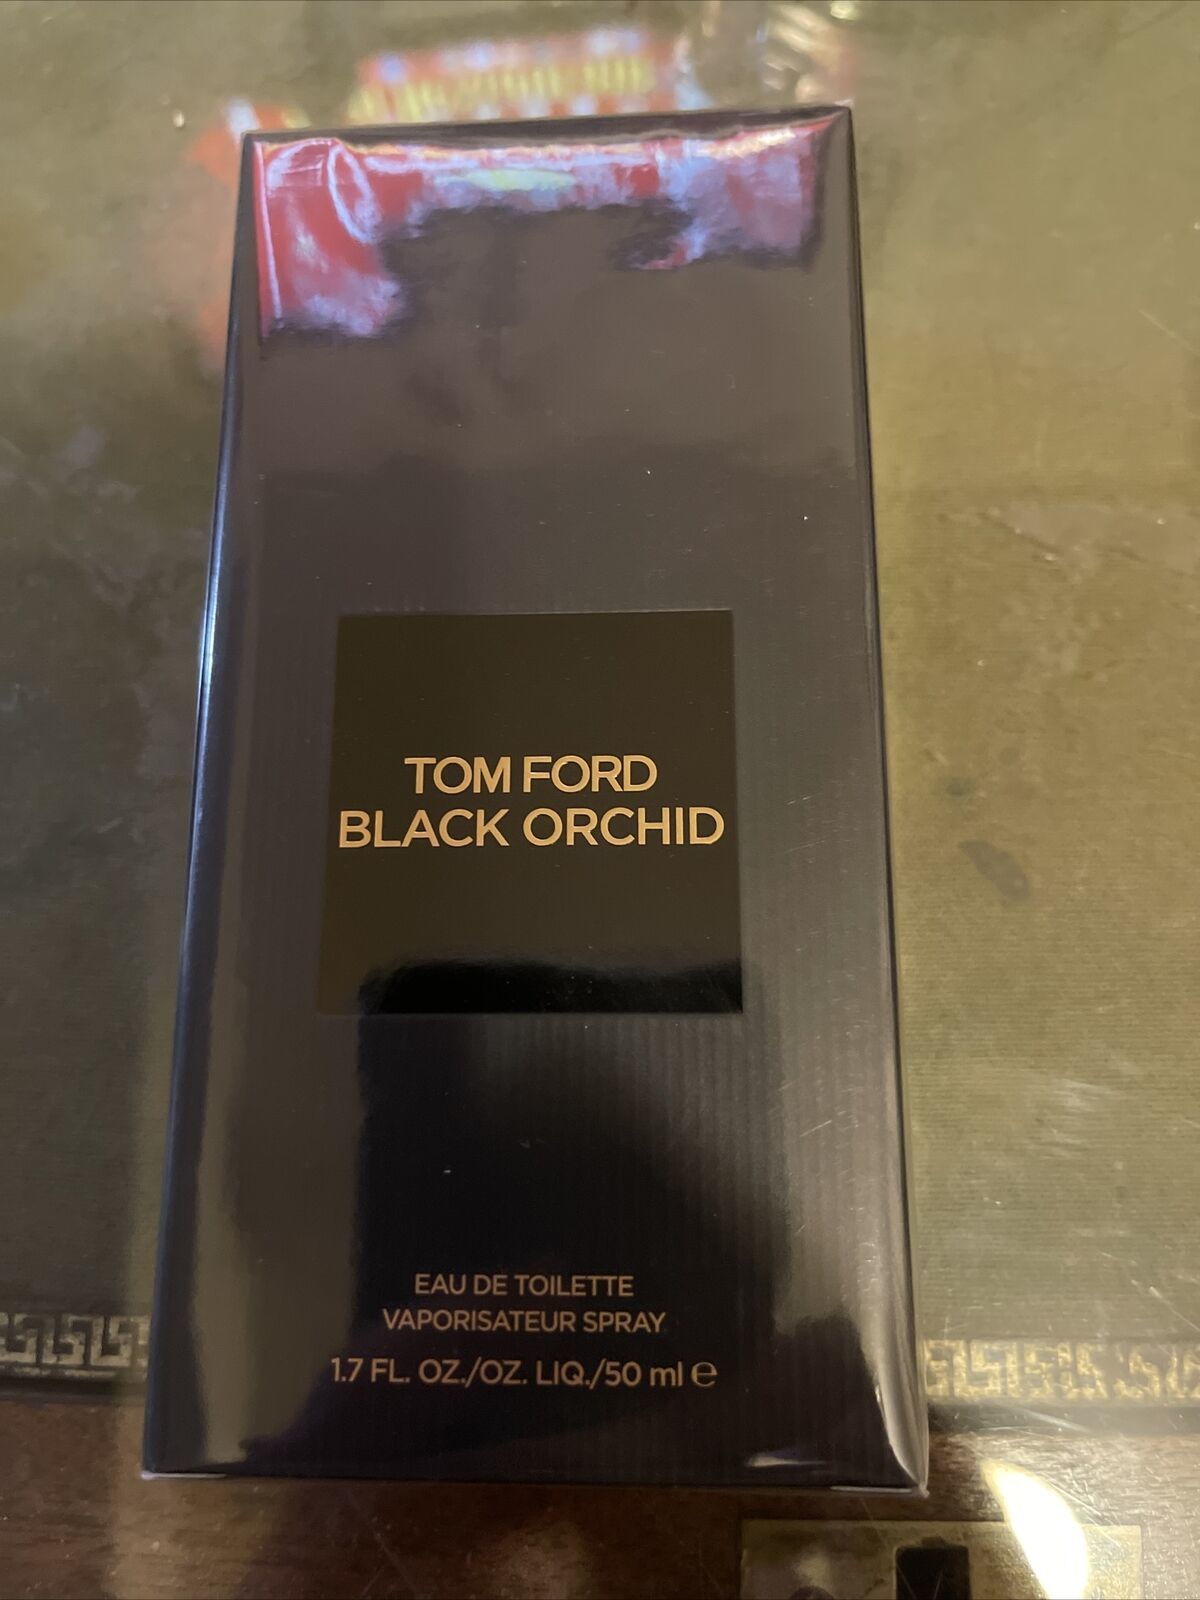 TOM FORD
BLACK ORCHID
EAU DE TOILETTE
VAPORISATEUR SPRAY
1.7 FL. OZ./OZ. LIQ./50 ml ℮